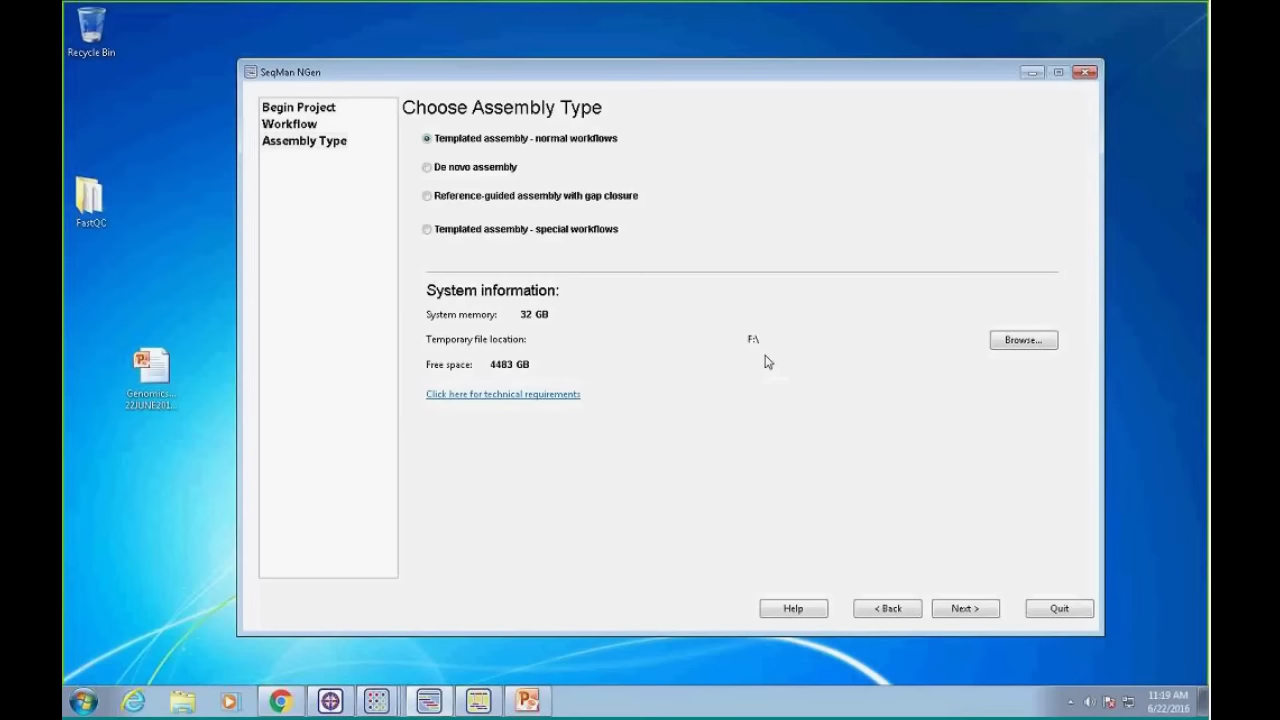 Recycle Bin
FastQC
Genomics...
22JUNE201...
SeqMan NGen
Begin Project
Workflow
Assembly Type
Choose Assembly Type
Templated assembly - normal workflows
De novo assembly
Reference-guided assembly with gap closure
Templated assembly - special workflows
System information:
System memory: 32 GB
Temporary file location: F:\ Browse...
Free space: 4483 GB
Click here for technical requirements
Help < Back Next > Quit
11:19 AM
6/22/2016